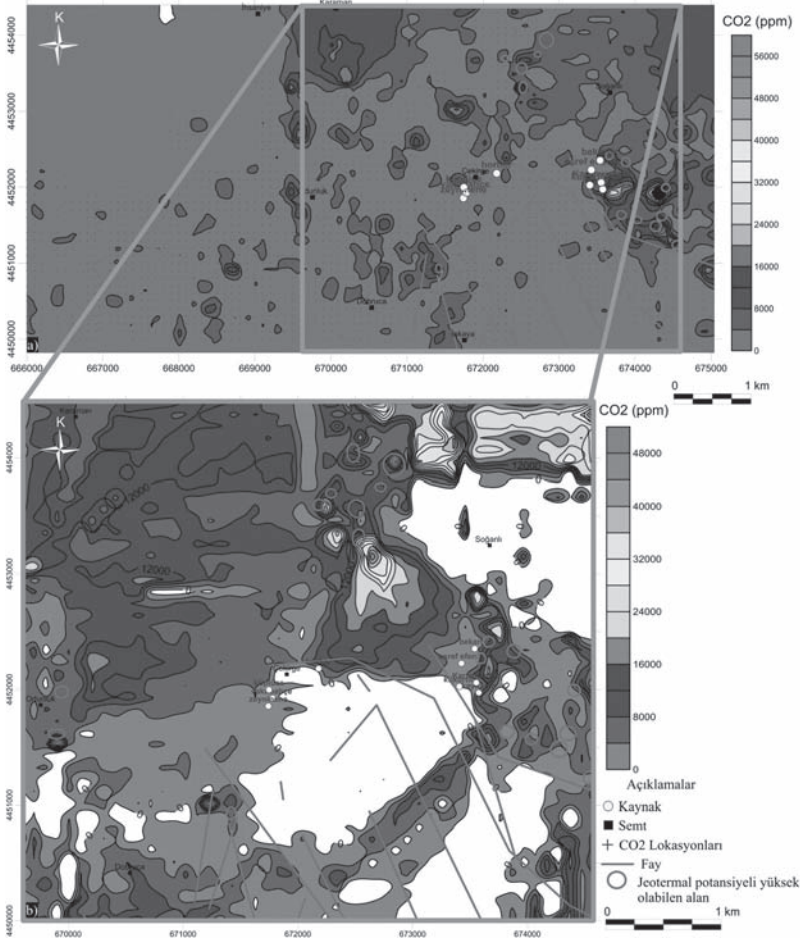 Karaman
CO2 (ppm)
K
4454000
4453000
4452000
4451000
4450000
56000
48000
40000
32000
24000
16000
8000
0
a)
666000 667000 668000 669000 670000 671000 672000 673000 674000 675000
0 1 km
CO2 (ppm)
K
4454000
4453000
4452000
4451000
4450000
12000
12000
12000
Soğanlı
48000
40000
32000
24000
16000
8000
0
b)
670000 671000 672000 673000 674000
Açıklamalar
Kaynak
Semt
CO2 Lokasyonları
Fay
Jeotermal potansiyeli yüksek
olabilen alan
0 1 km